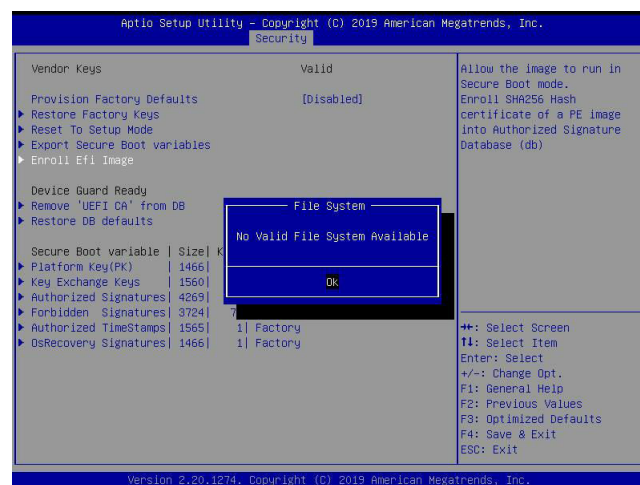 Aptio Setup Utility – Copyright (C) 2019 American Megatrends, Inc.
Security
Vendor Keys Valid
Provision Factory Defaults [Disabled]
Restore Factory Keys
Reset To Setup Mode
Export Secure Boot variables
Enroll Efi Image
Device Guard Ready
Remove 'UEFI CA' from DB
Restore DB defaults
Secure Boot variable | Size| K
Platform Key(PK) | 1466|
Key Exchange Keys | 1560|
Authorized Signatures| 4269|
Forbidden Signatures| 3724| 7
Authorized TimeStamps| 1565| 1| Factory
OsRecovery Signatures| 1466| 1| Factory
File System
No Valid File System Available
Ok
Allow the image to run in
Secure Boot mode.
Enroll SHA256 Hash
certificate of a PE image
into Authorized Signature
Database (db)
→←: Select Screen
↑↓: Select Item
Enter: Select
+/-: Change Opt.
F1: General Help
F2: Previous Values
F3: Optimized Defaults
F4: Save & Exit
ESC: Exit
Version 2.20.1274. Copyright (C) 2019 American Megatrends, Inc.